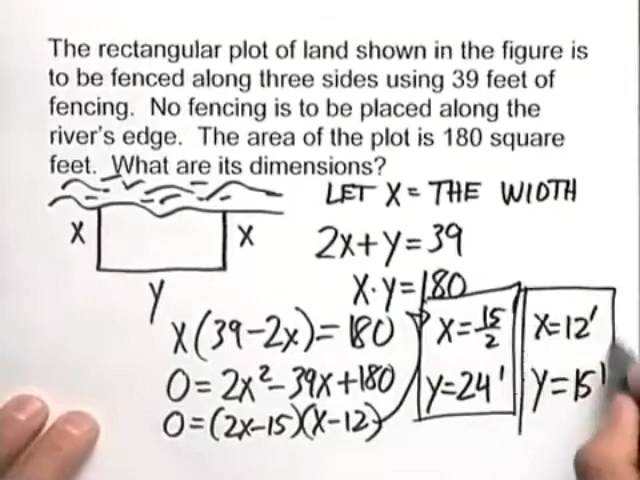 The rectangular plot of land shown in the figure is
to be fenced along three sides using 39 feet of
fencing. No fencing is to be placed along the
river's edge. The area of the plot is 180 square
feet. What are its dimensions?
LET X = THE WIDTH
X
X
Y
2X+Y=39
X·Y=180
X(39-2X)=180
0=2X²-39X+180
0=(2X-15)(X-12)
X=15/2
Y=24'
X=12'
Y=15'